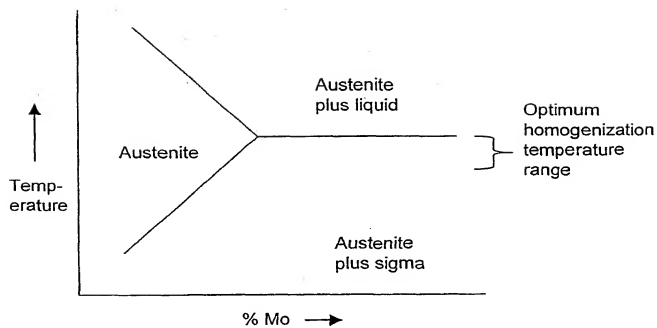 Austenite
plus liquid
Optimum
homogenization
temperature
range
Austenite
Temp-
erature
Austenite
plus sigma
% Mo